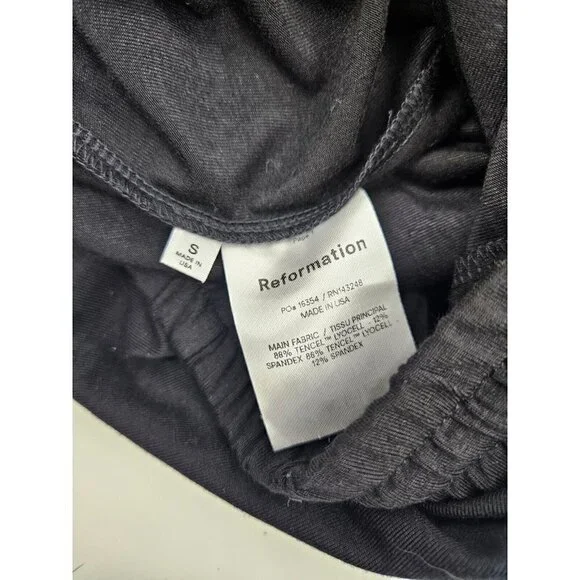 S
MADE IN
USA
Reformation
PO# 16354 / RN143248
MADE IN USA
MAIN FABRIC / TISSU PRINCIPAL
88% TENCEL™ LYOCELL - 12%
SPANDEX 88% TENCEL™ LYOCELL
12% SPANDEX